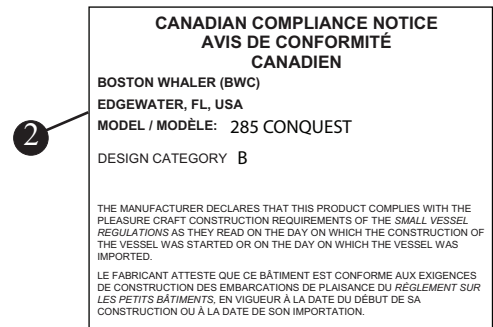 CANADIAN COMPLIANCE NOTICE
AVIS DE CONFORMITÉ
CANADIEN
BOSTON WHALER (BWC)
EDGEWATER, FL, USA
2
MODEL / MODÈLE: 285 CONQUEST
DESIGN CATEGORY B
THE MANUFACTURER DECLARES THAT THIS PRODUCT COMPLIES WITH THE
PLEASURE CRAFT CONSTRUCTION REQUIREMENTS OF THE SMALL VESSEL
REGULATIONS AS THEY READ ON THE DAY ON WHICH THE CONSTRUCTION OF
THE VESSEL WAS STARTED OR ON THE DAY ON WHICH THE VESSEL WAS
IMPORTED.
LE FABRICANT ATTESTE QUE CE BÂTIMENT EST CONFORME AUX EXIGENCES
DE CONSTRUCTION DES EMBARCATIONS DE PLAISANCE DU RÈGLEMENT SUR
LES PETITS BÂTIMENTS, EN VIGUEUR À LA DATE DU DÉBUT DE SA
CONSTRUCTION OU À LA DATE DE SON IMPORTATION.